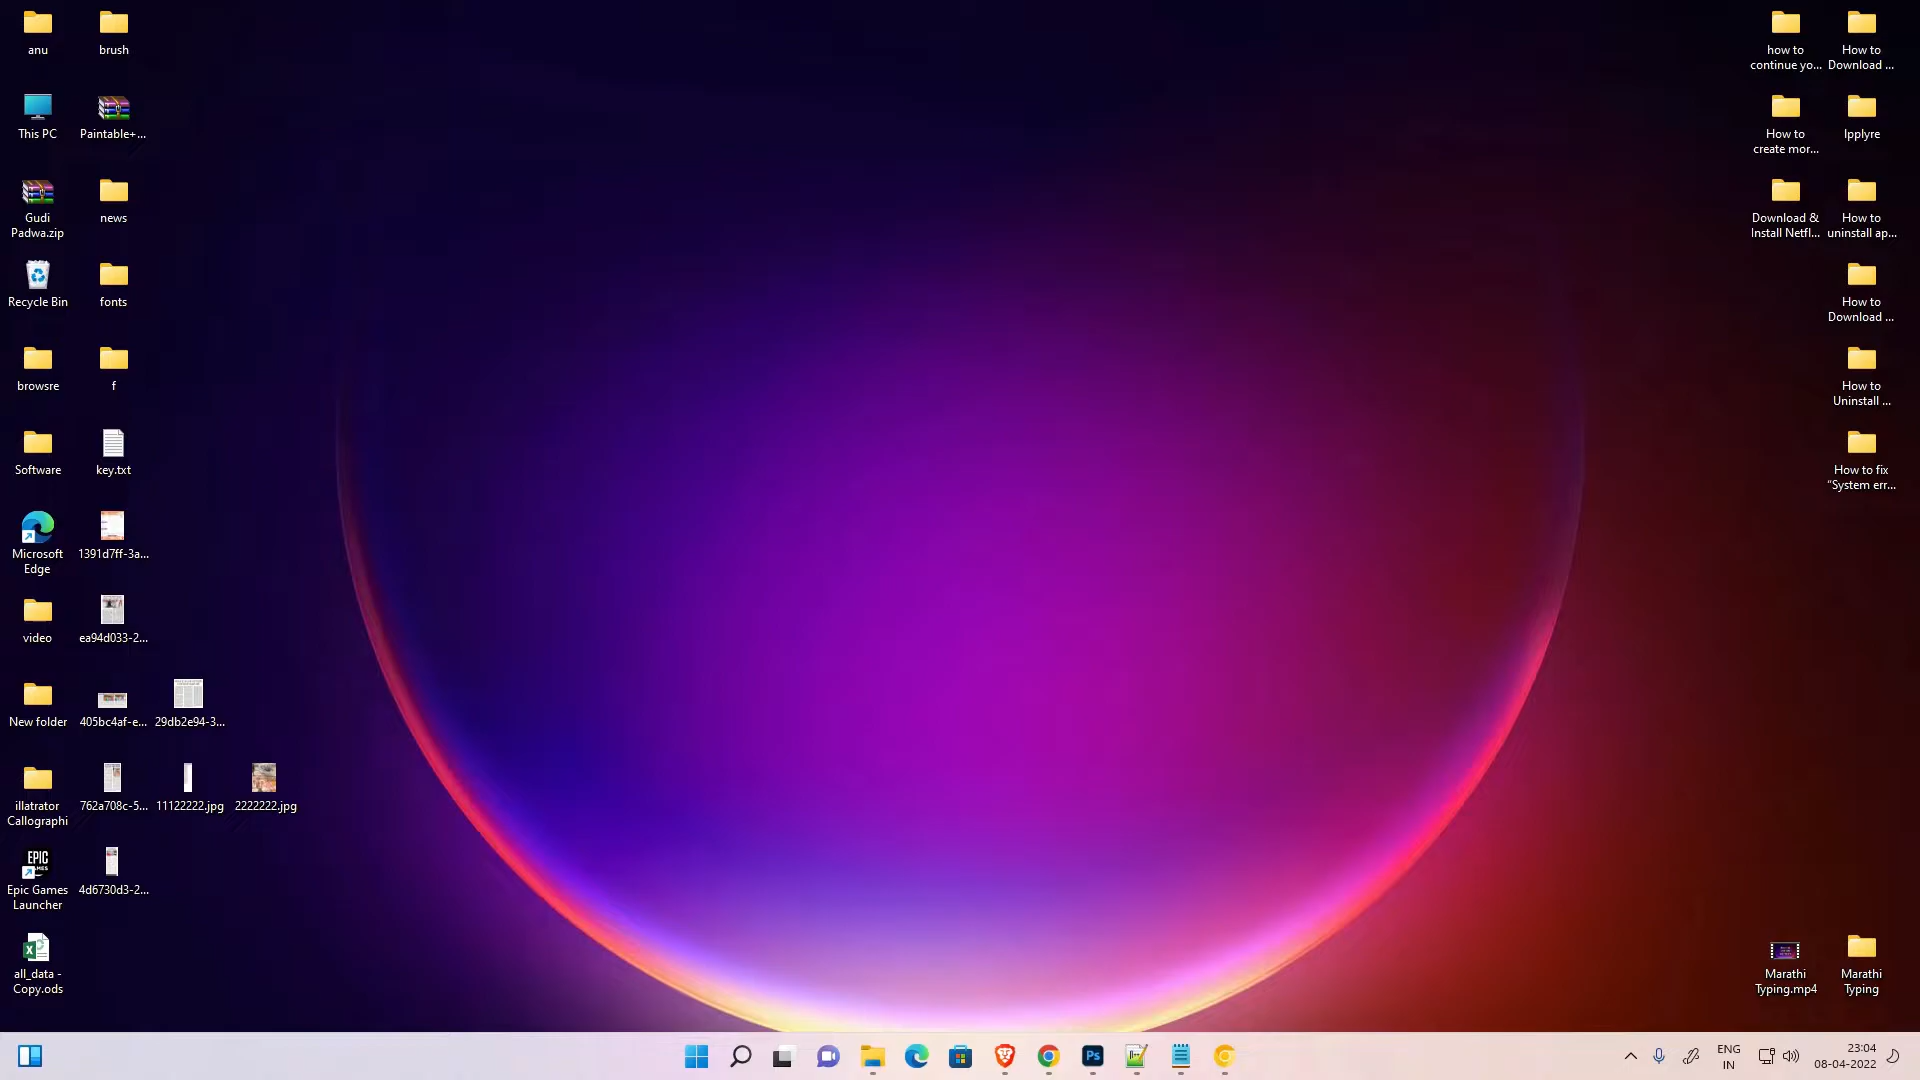 anu
brush
This PC
Paintable+...
Gudi
Padwa.zip
news
Recycle Bin
fonts
browsre
f
Software
key.txt
Microsoft
Edge
1391d7ff-3a...
video
ea94d033-2...
New folder
405bc4af-e...
29db2e94-3...
illatrator
Callographi
762a708c-5...
11122222.jpg
2222222.jpg
EPIC
Epic Games
Launcher
4d6730d3-2...
all_data -
Copy.ods
how to
continue yo...
How to
Download ...
How to
create mor...
lpplyre
Download &
Install Netfl...
How to
uninstall ap...
How to
Download ...
How to
Uninstall ...
How to fix
"System err...
Marathi
Typing.mp4
Marathi
Typing
Ps
ENG
IN
23:04
08-04-2022